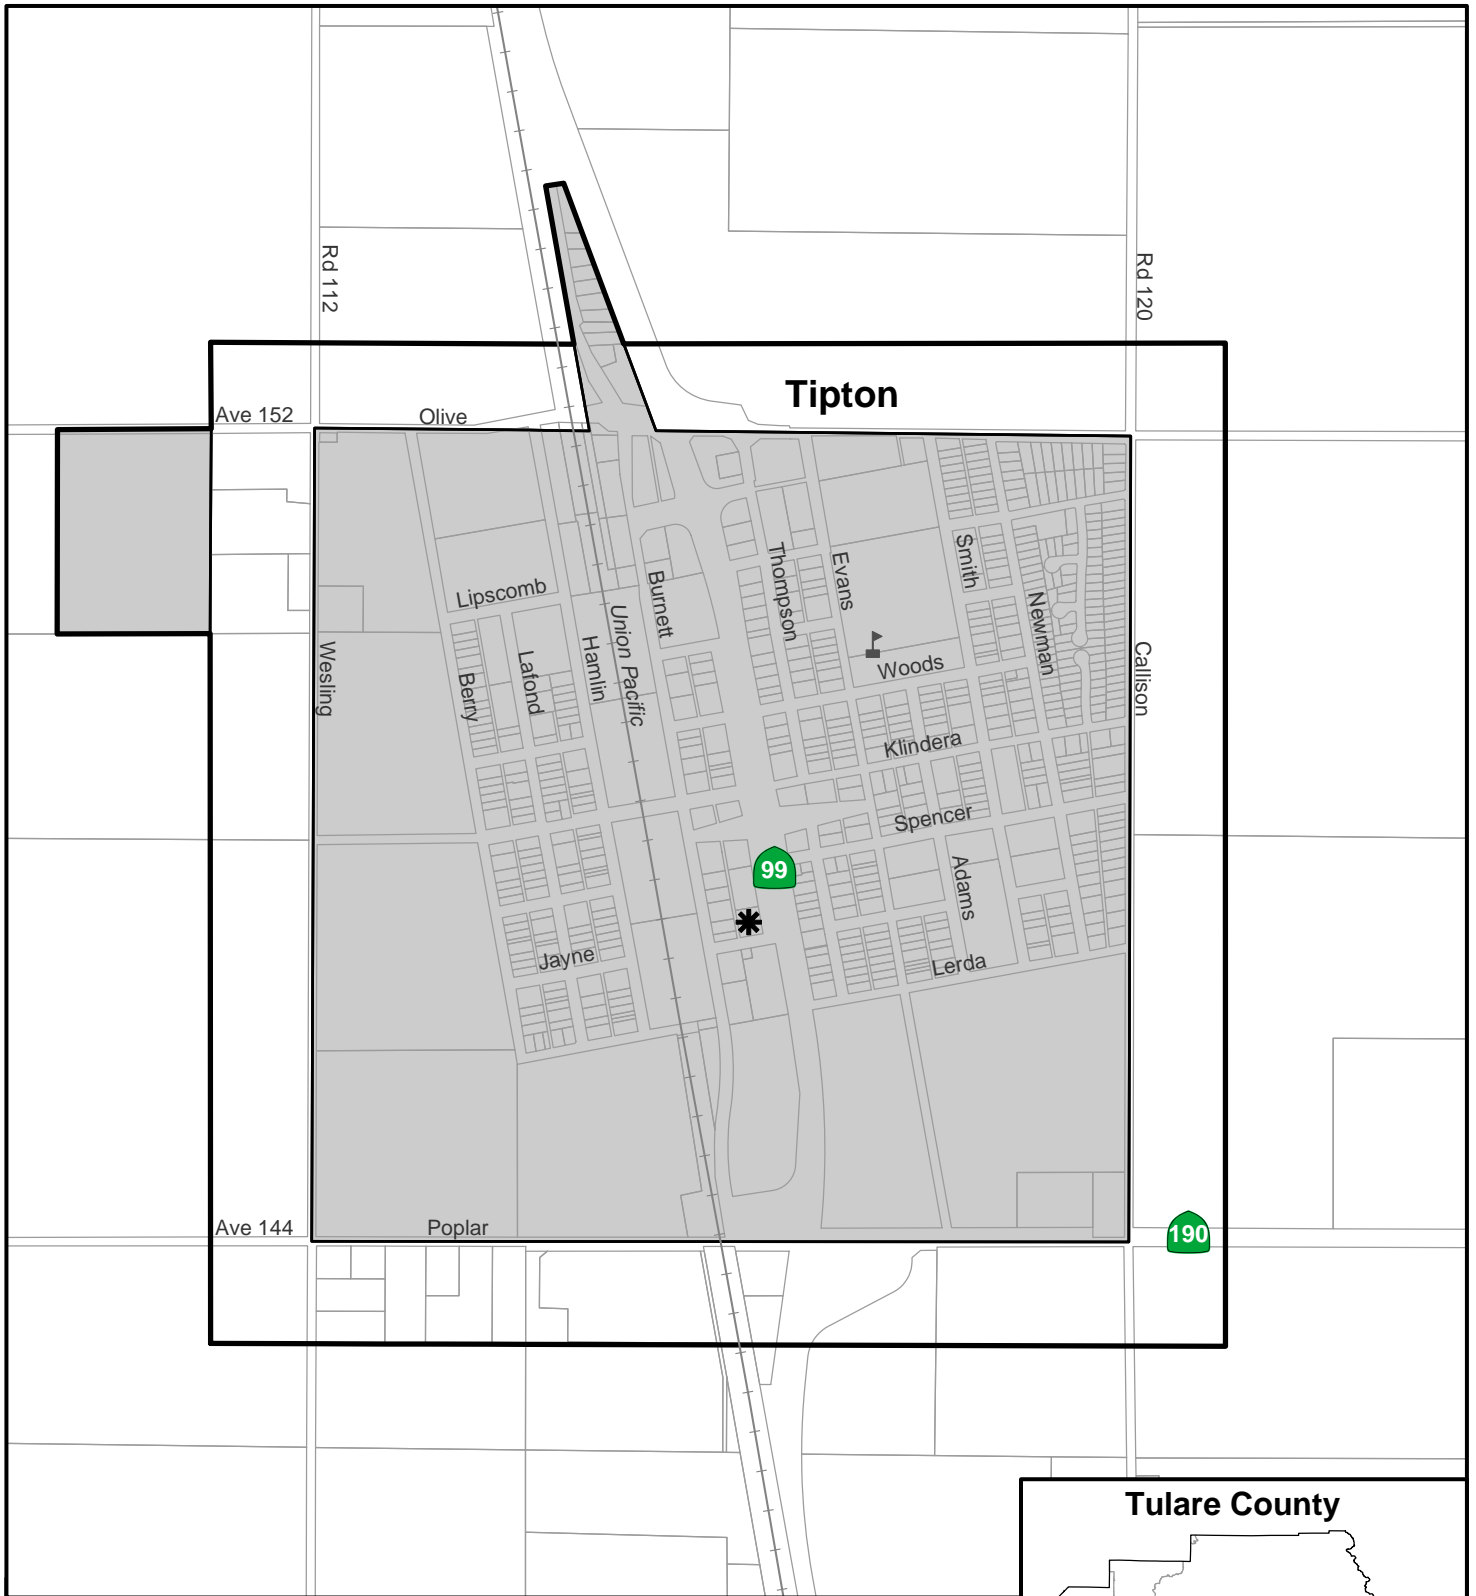 Rd 112
Rd 120
Tipton
Ave 152
Olive
Lipscomb
Burnett
Thompson
Evans
Smith
Newman
Union Pacific
Hamlin
Lafond
Berry
Wesling
Woods
Callison
Klindera
Spencer
99
Adams
Jayne
Lerda
Ave 144
Poplar
190
Tulare County